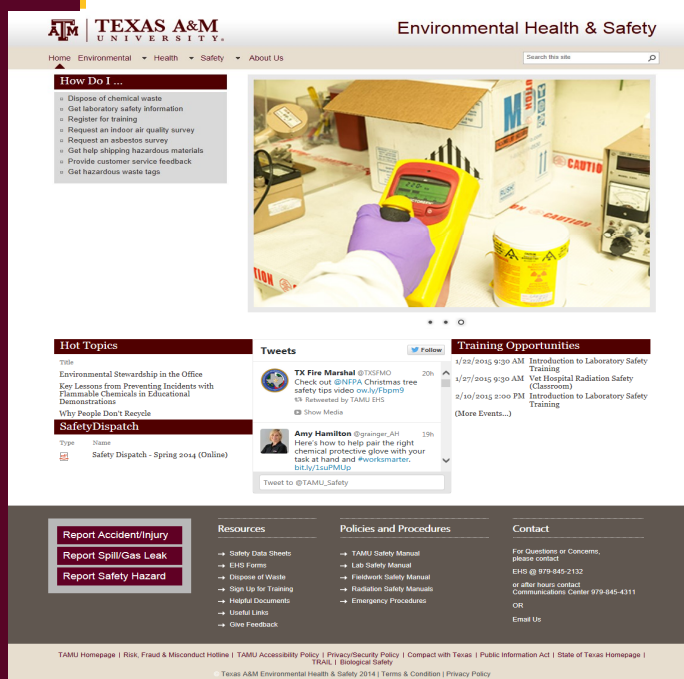 ATM | TEXAS A&M
UNIVERSITY.
Environmental Health & Safety
Home Environmental Health Safety About Us
Search this site
How Do I ...
Dispose of chemical waste
Get laboratory safety information
Register for training
Request an indoor air quality survey
Request an asbestos survey
Get help shipping hazardous materials
Provide customer service feedback
Get hazardous waste tags
CAUTIO
CAUTION
TION
Hot Topics
Title
Environmental Stewardship in the Office
Key Lessons from Preventing Incidents with
Flammable Chemicals in Educational
Demonstrations
Why People Don't Recycle
SafetyDispatch
Type Name
Safety Dispatch - Spring 2014 (Online)
Tweets
Follow
TX Fire Marshal @TXSFMO 20h
Check out @NFPA Christmas tree
safety tips video ow.ly/Fbpm9
Retweeted by TAMU EHS
Show Media
Amy Hamilton @grainger_AH 19h
Here's how to help pair the right
chemical protective glove with your
task at hand and #worksmarter.
bit.ly/1suPMUp
Tweet to @TAMU_Safety
Training Opportunities
1/22/2015 9:30 AM Introduction to Laboratory Safety
Training
1/27/2015 9:30 AM Vet Hospital Radiation Safety
(Classroom)
2/10/2015 2:00 PM Introduction to Laboratory Safety
Training
(More Events...)
Report Accident/Injury
Report Spill/Gas Leak
Report Safety Hazard
Resources
→ Safety Data Sheets
→ EHS Forms
→ Dispose of Waste
→ Sign Up for Training
→ Helpful Documents
→ Useful Links
→ Give Feedback
Policies and Procedures
→ TAMU Safety Manual
→ Lab Safety Manual
→ Fieldwork Safety Manual
→ Radiation Safety Manuals
→ Emergency Procedures
Contact
For Questions or Concerns,
please contact
EHS @ 979-845-2132
or after hours contact
Communications Center 979-845-4311
OR
Email Us
TAMU Homepage | Risk, Fraud & Misconduct Hotline | TAMU Accessibility Policy | Privacy/Security Policy | Compact with Texas | Public Information Act | State of Texas Homepage |
TRAIL | Biological Safety
© Texas A&M Environmental Health & Safety 2014 | Terms & Condition | Privacy Policy